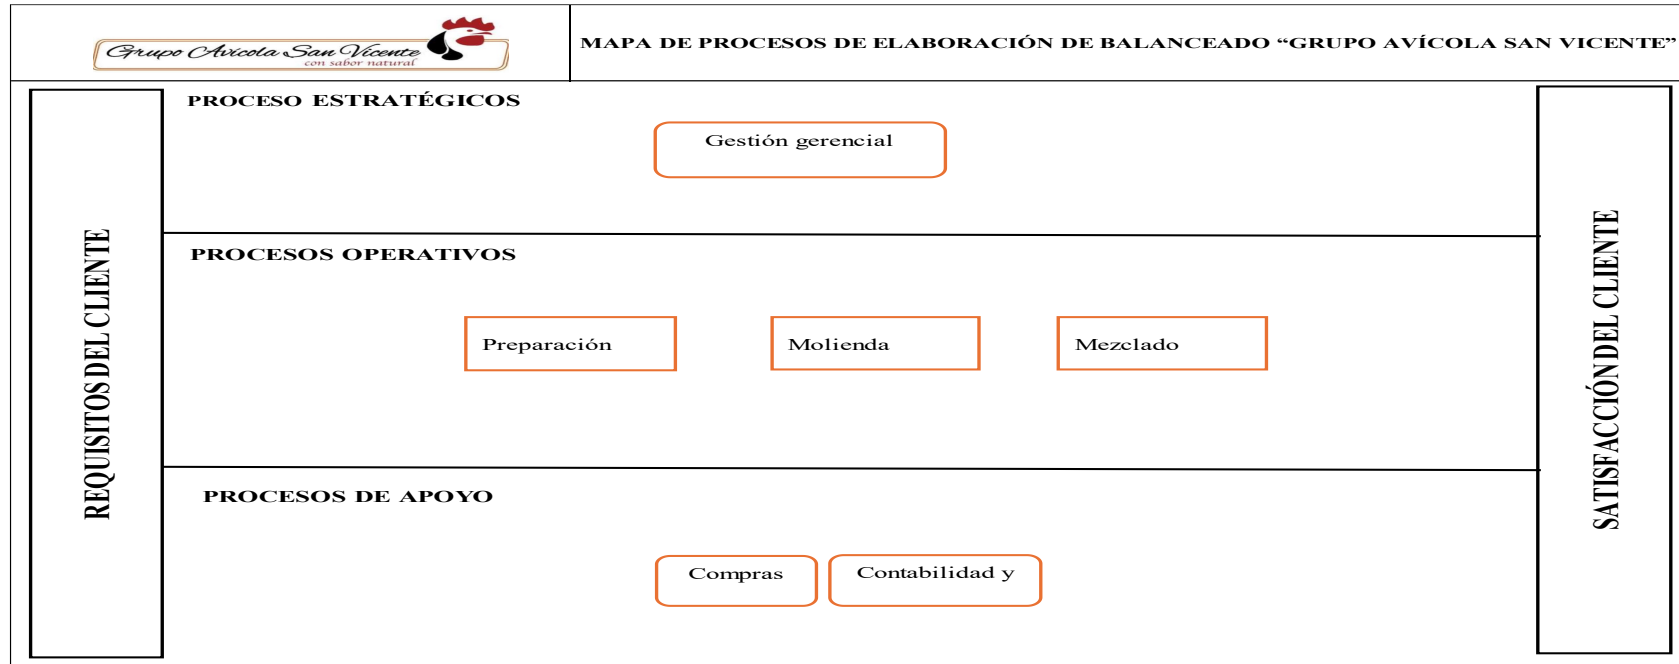 Grupo Avicola San Vicente
con sabor natural
MAPA DE PROCESOS DE ELABORACIÓN DE BALANCEADO “GRUPO AVÍCOLA SAN VICENTE”
REQUISITOS DEL CLIENTE
PROCESO ESTRATÉGICOS
Gestión gerencial
PROCESOS OPERATIVOS
Preparación
Molienda
Mezclado
PROCESOS DE APOYO
Compras
Contabilidad y
SATISFACCIÓN DEL CLIENTE